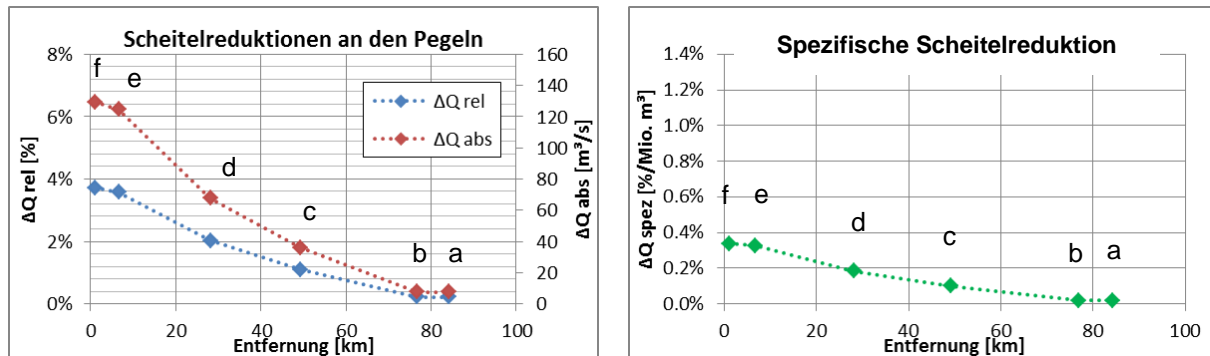 Scheitelreduktionen an den Pegeln
8%
6%
4%
2%
0%
ΔQ rel [%]
160
140
120
100
80
60
40
20
0
ΔQ abs [m³/s]
f
e
d
c
b
a
ΔQ rel
ΔQ abs
0 20 40 60 80 100
Entfernung [km]
Spezifische Scheitelreduktion
1.4%
1.2%
1.0%
0.8%
0.6%
0.4%
0.2%
0.0%
ΔQ spez [%/Mio. m³]
f
e
d
c
b
a
0 20 40 60 80 100
Entfernung [km]